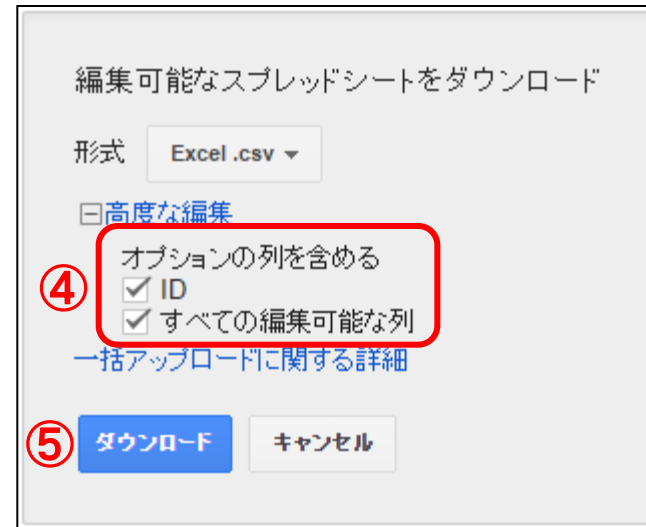 編集可能なスプレッドシートをダウンロード
形式 Excel .csv
高度な編集
オプションの列を含める
④ ID
すべての編集可能な列
一括アップロードに関する詳細
⑤ ダウンロード キャンセル